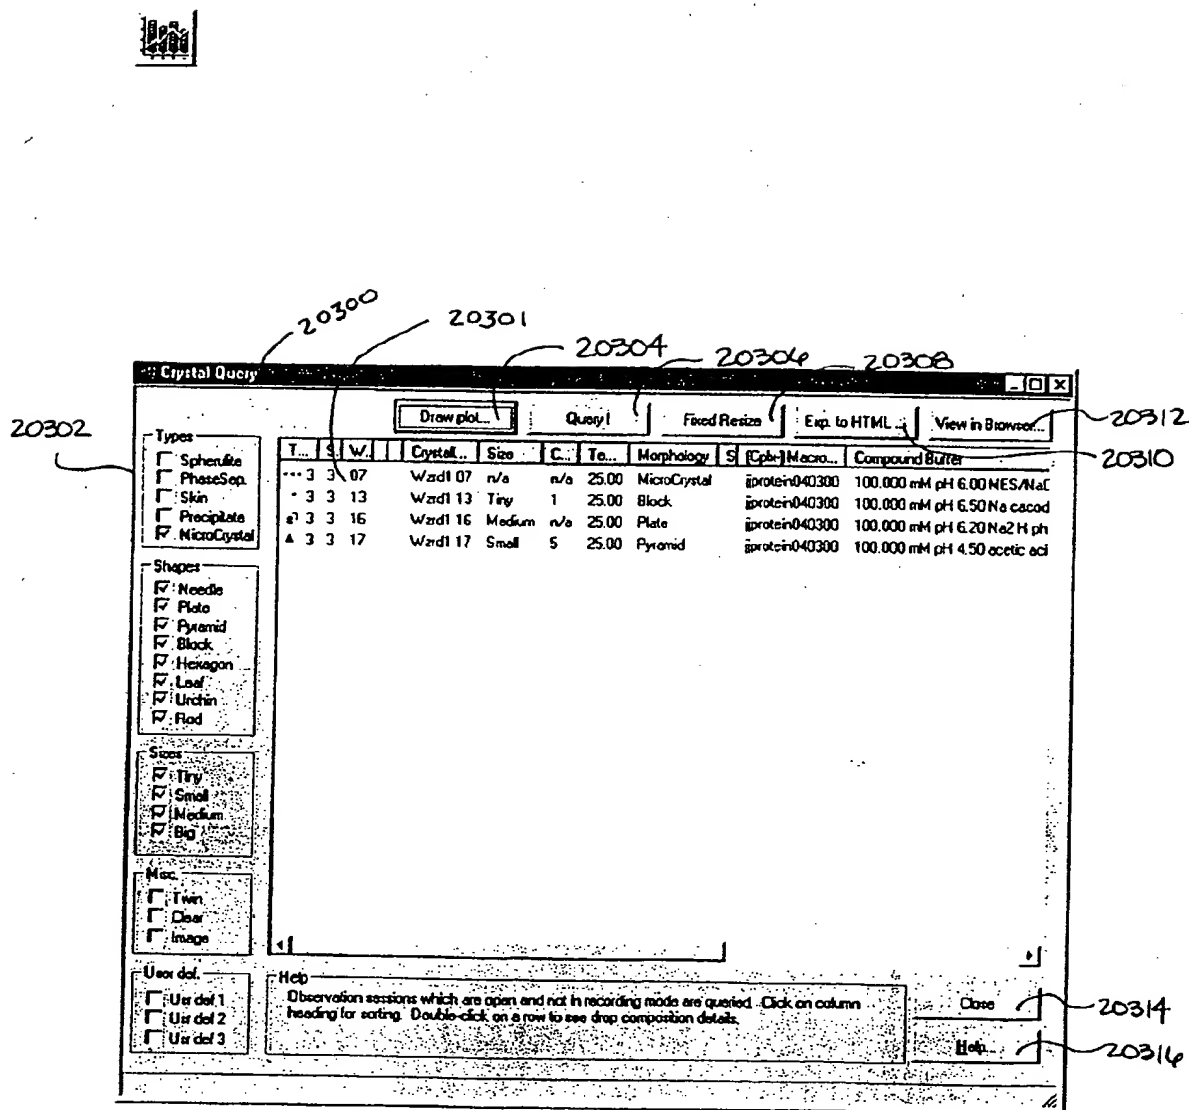 20300
20301
20304
20306
20308
Crystal Query
Draw plot...
Query!
Fixed Resize
Exp. to HTML...
View in Browser...
20312
20302
20310
Types
Spherulite
PhaseSep.
Skin
Precipitate
MicroCrystal
T... S. W. Crystall... Size C... Te... Morphology S [Cpbr-]Macro... Compound Buffer
3 3 07 Wzrd1 07 n/a n/a 25.00 MicroCrystal jjprotein040300 100.000 mM pH 6.00 MES/Na
3 3 13 Wzrd1 13 Tiny 1 25.00 Block jjprotein040300 100.000 mM pH 6.50 Na cacod
3 3 16 Wzrd1 16 Medium n/a 25.00 Plate jjprotein040300 100.000 mM pH 6.20 Na2 H ph
3 3 17 Wzrd1 17 Small 5 25.00 Pyramid jjprotein040300 100.000 mM pH 4.50 acetic aci
Shapes
Needle
Plate
Pyramid
Block
Hexagon
Leaf
Urchin
Rod
Sizes
Tiny
Small
Medium
Big
Misc.
Twin
Clear
Image
User def.
Usr def 1
Usr def 2
Usr def 3
Help
Observation sessions which are open and not in recording mode are queried. Click on column
heading for sorting. Double-click on a row to see drop composition details.
Close
20314
Help...
20316